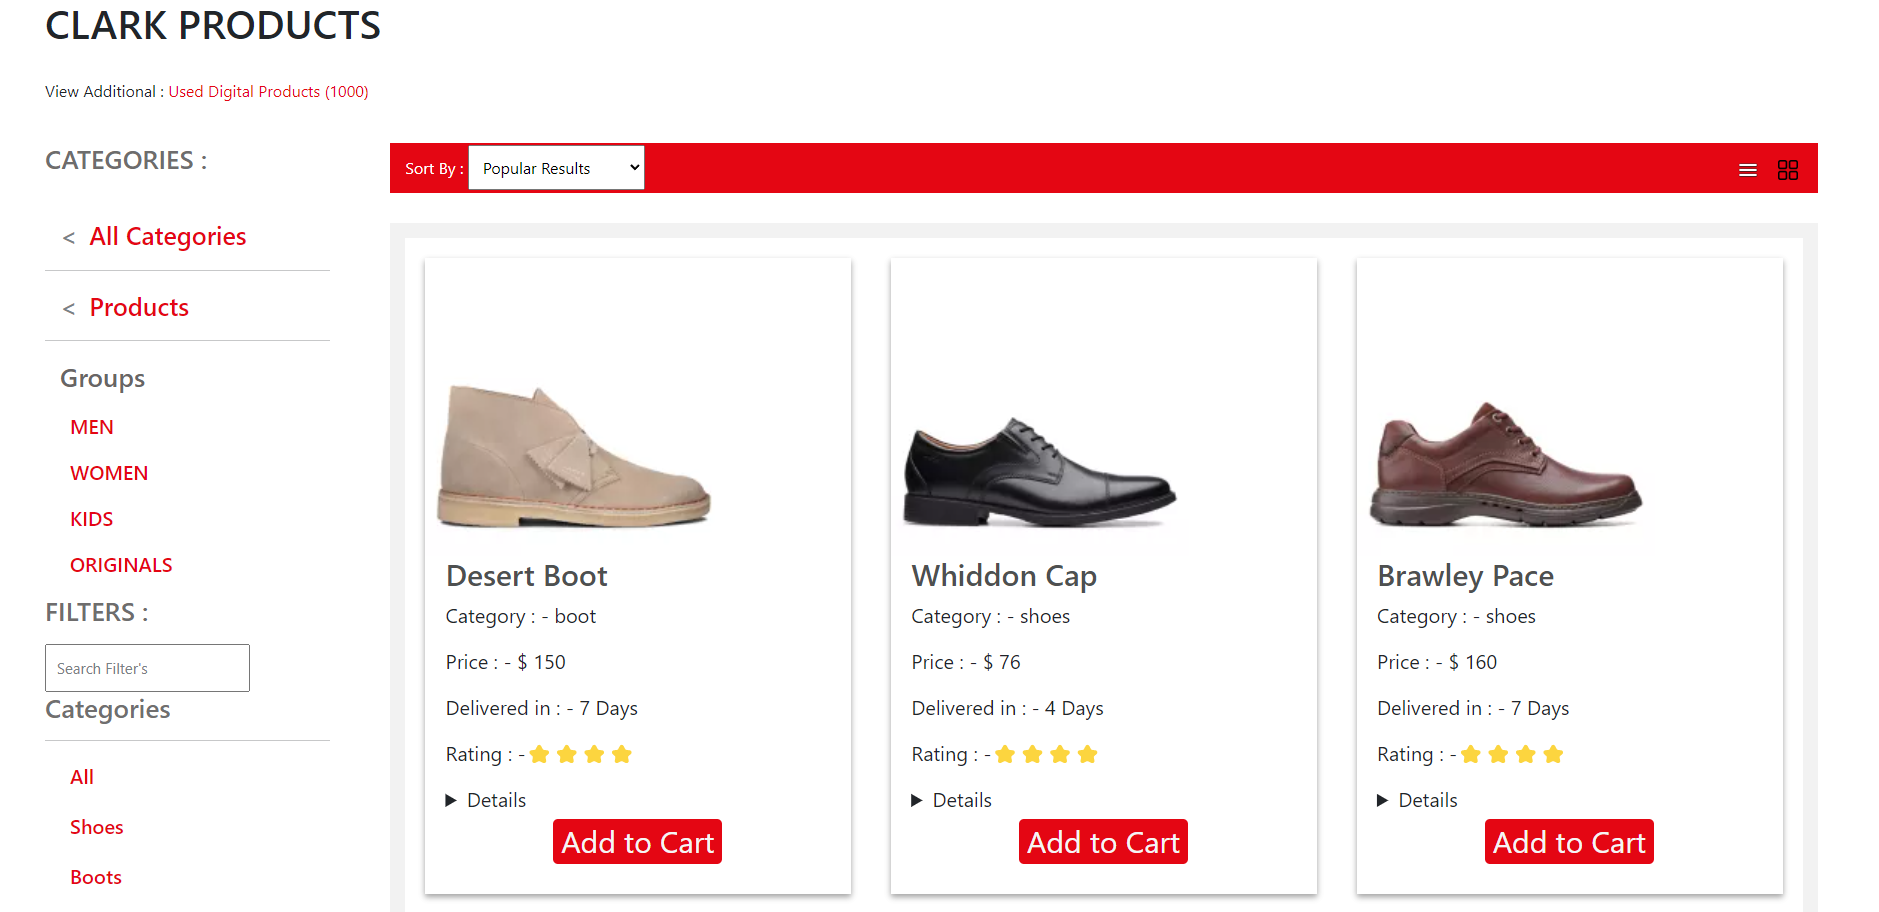 CLARK PRODUCTS
View Additional : Used Digital Products (1000)
CATEGORIES :
< All Categories
< Products
Groups
MEN
WOMEN
KIDS
ORIGINALS
FILTERS :
Search Filter's
Categories
All
Shoes
Boots
Sort By : Popular Results
Desert Boot
Category : - boot
Price : - $ 150
Delivered in : - 7 Days
Rating : -
Details
Add to Cart
Whiddon Cap
Category : - shoes
Price : - $ 76
Delivered in : - 4 Days
Rating : -
Details
Add to Cart
Brawley Pace
Category : - shoes
Price : - $ 160
Delivered in : - 7 Days
Rating : -
Details
Add to Cart